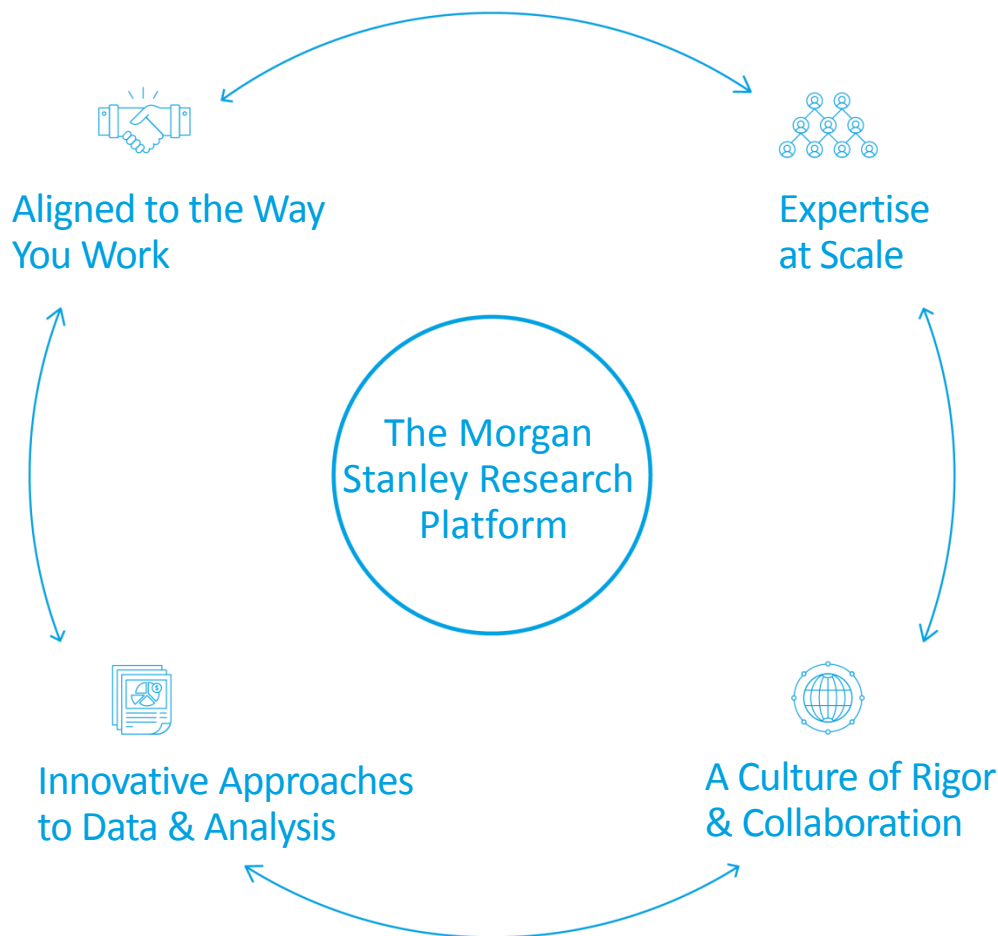 Aligned to the Way
You Work
Expertise
at Scale
The Morgan
Stanley Research
Platform
Innovative Approaches
to Data & Analysis
A Culture of Rigor
& Collaboration